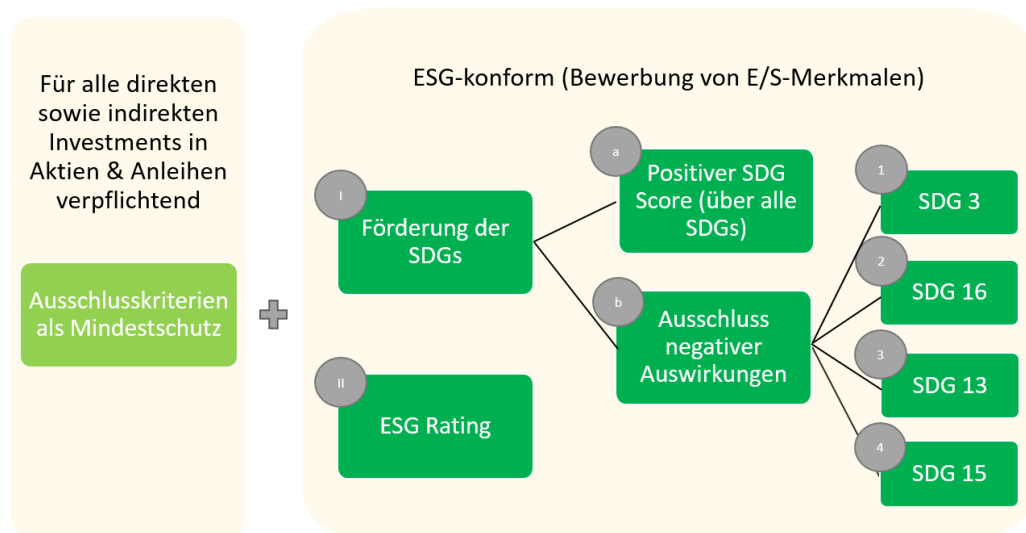 Für alle direkten
sowie indirekten
Investments in
Aktien & Anleihen
verpflichtend
Ausschlusskriterien
als Mindestschutz
ESG-konform (Bewerbung von E/S-Merkmalen)
I
Förderung der
SDGs
II
ESG Rating
a
Positiver SDG
Score (über alle
SDGs)
b
Ausschluss
negativer
Auswirkungen
1
SDG 3
2
SDG 16
3
SDG 13
4
SDG 15